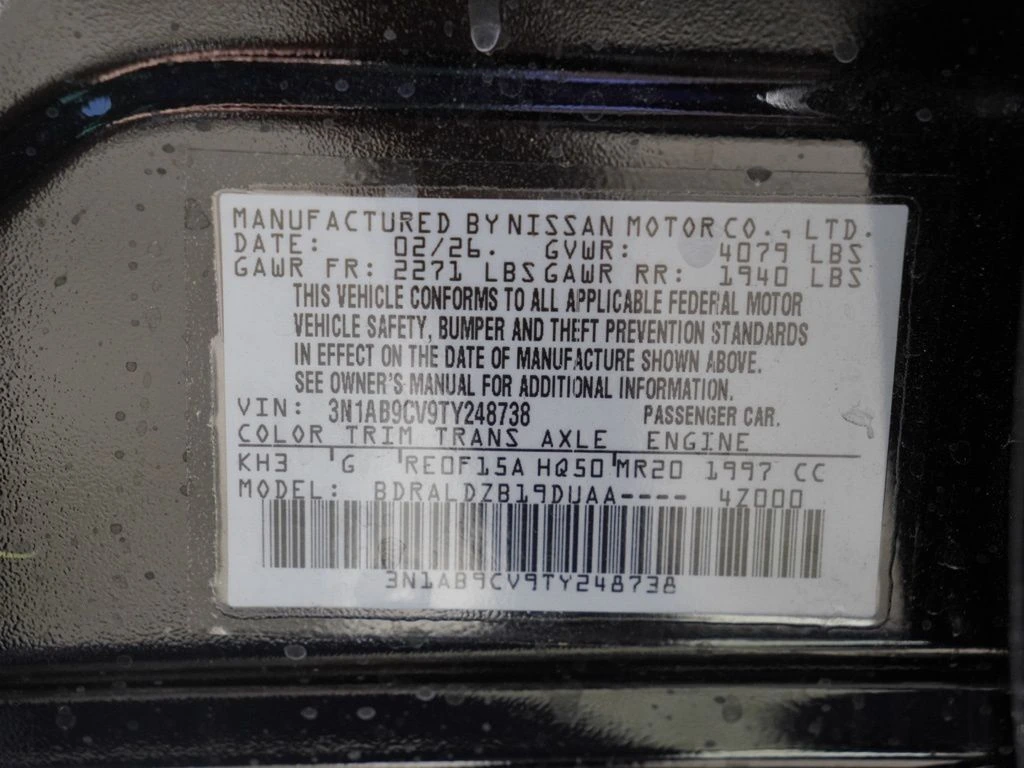 MANUFACTURED BY NISSAN MOTOR CO., LTD.
DATE: 02/26. GVWR: 4079 LBS
GAWR FR: 2271 LBS GAWR RR: 1940 LBS
THIS VEHICLE CONFORMS TO ALL APPLICABLE FEDERAL MOTOR
VEHICLE SAFETY, BUMPER AND THEFT PREVENTION STANDARDS
IN EFFECT ON THE DATE OF MANUFACTURE SHOWN ABOVE.
SEE OWNER'S MANUAL FOR ADDITIONAL INFORMATION.
VIN: 3N1AB9CV9TY248738 PASSENGER CAR.
COLOR TRIM TRANS AXLE ENGINE
KH3 'G RE0F15A HQ50'MR20 1997 CC
MODEL: BDRALDZB19DUAA---- 4Z000
3N1AB9CV9TY248738